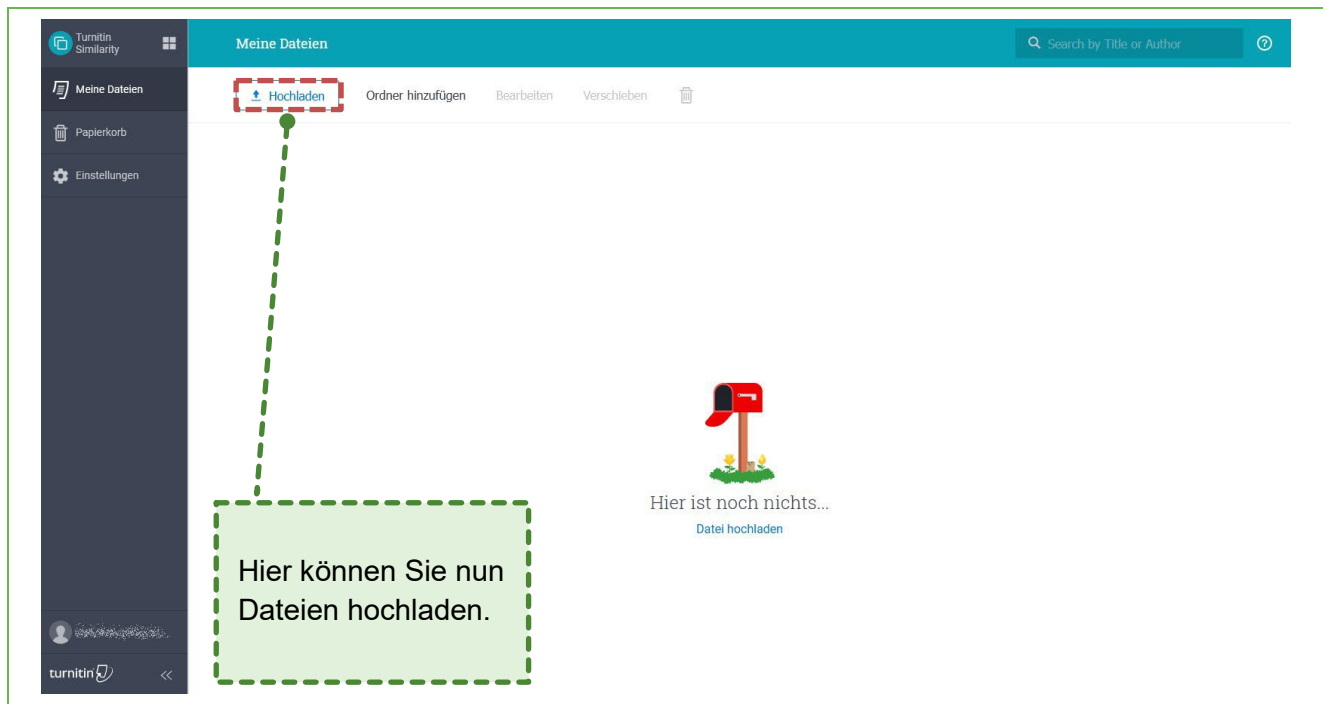 Turnitin
Similarity
Meine Dateien
Search by Title or Author
Meine Dateien
Hochladen
Ordner hinzufügen
Bearbeiten
Verschieben
Papierkorb
Einstellungen
Hier ist noch nichts...
Datei hochladen
Hier können Sie nun
Dateien hochladen.
turnitin